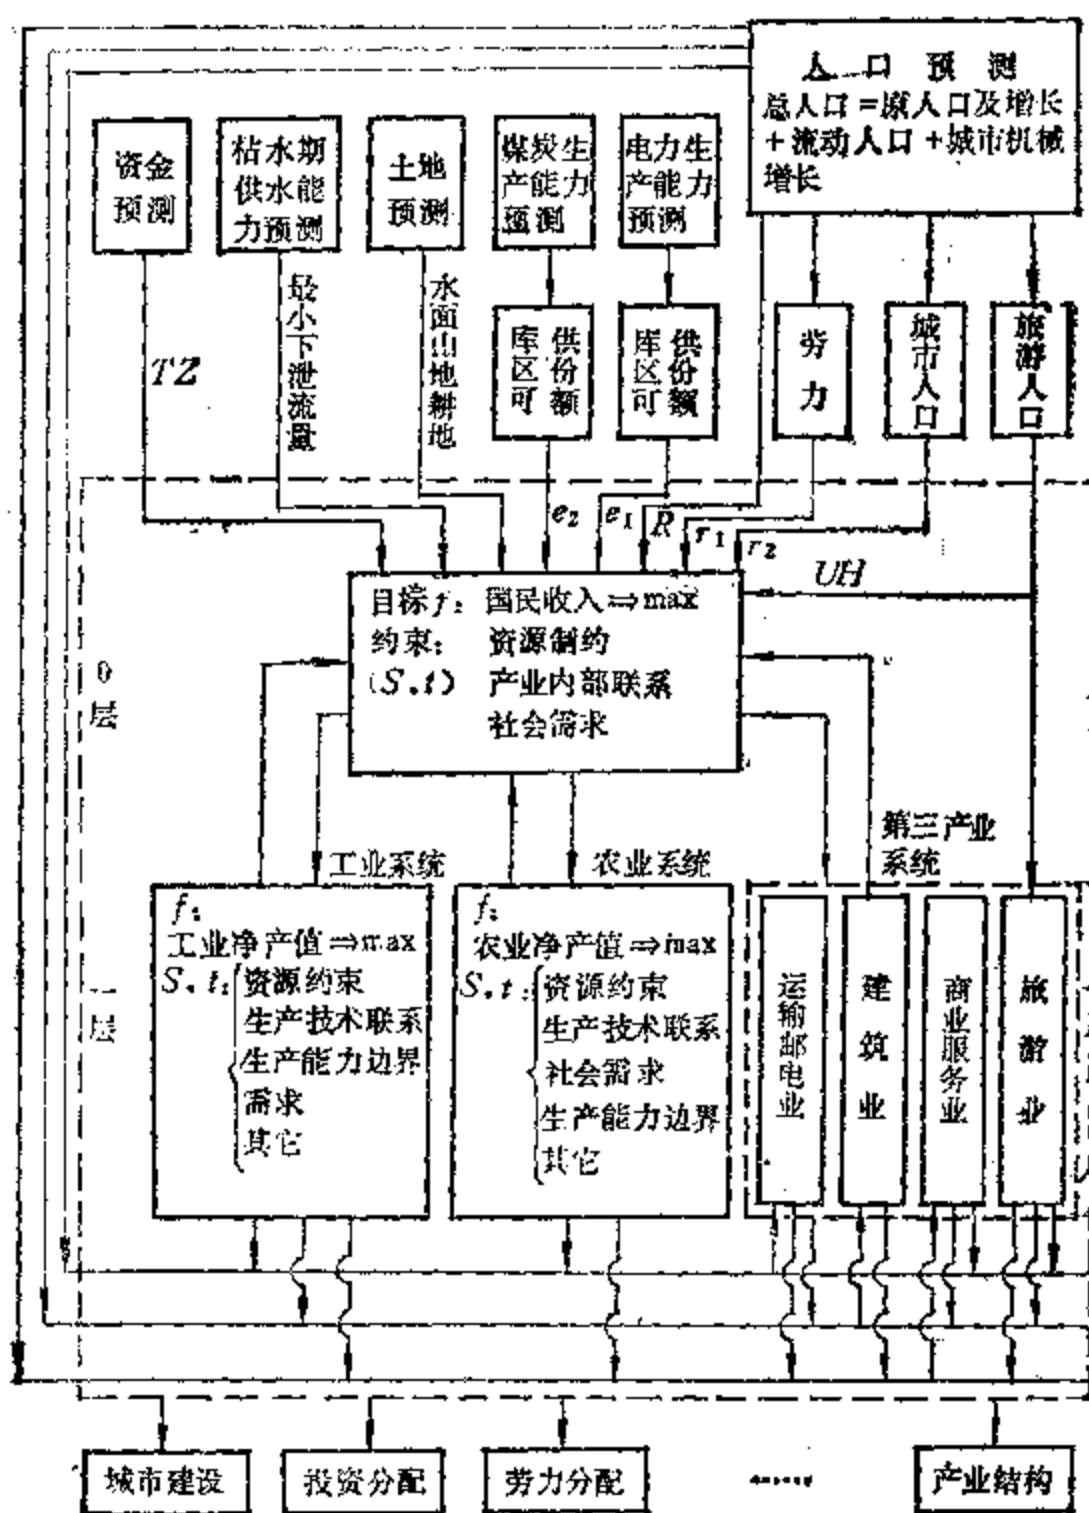 人口预测
总人口=原人口及增长
+流动人口+城市机械
增长
资金
预测
枯水期
供水能
力预测
土地
预测
煤炭生
产能力
预测
电力生
产能力
预测
TZ
最小下泄流量
水面山地耕地
库区可
供份额
库区可
供份额
劳力
城市人口
旅游人口
e2
e1
R
r1
r2
UH
目标f: 国民收入⇒max
约束: 资源制约
(S.t) 产业内部联系
社会需求
0层
一层
工业系统
f:
工业净产值⇒max
S.t:资源约束
生产技术联系
生产能力边界
需求
其它
农业系统
f:
农业净产值⇒max
S.t:资源约束
生产技术联系
社会需求
生产能力边界
其它
第三产业
系统
运输邮电业
建筑业
商业服务业
旅游业
城市建设
投资分配
劳力分配
……
产业结构